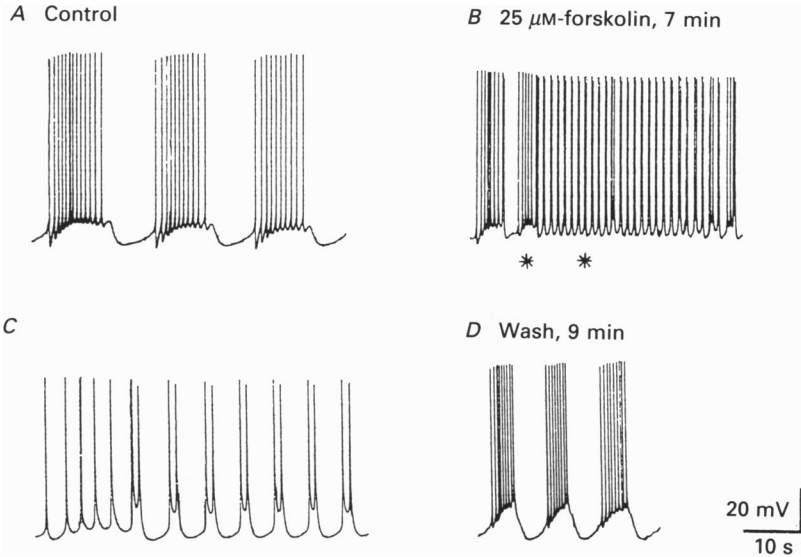 A Control
B 25 μM-forskolin, 7 min
* *
C
D Wash, 9 min
20 mV
10 s